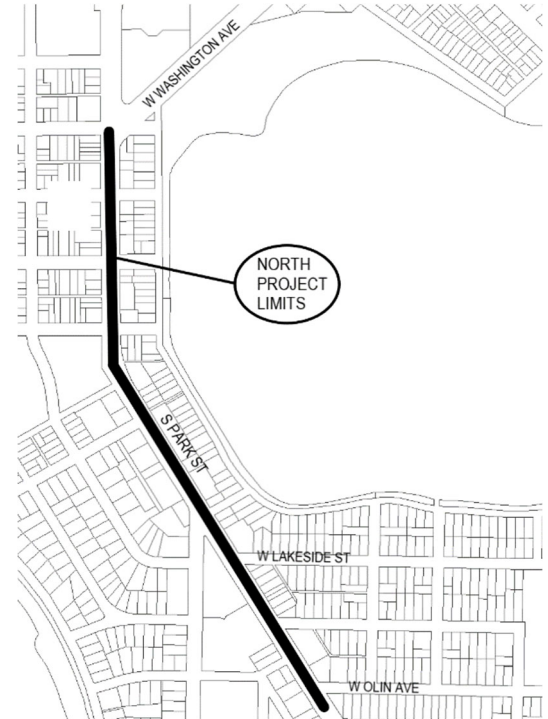 W WASHINGTON AVE
NORTH
PROJECT
LIMITS
S PARK ST
W LAKESIDE ST
W OLIN AVE